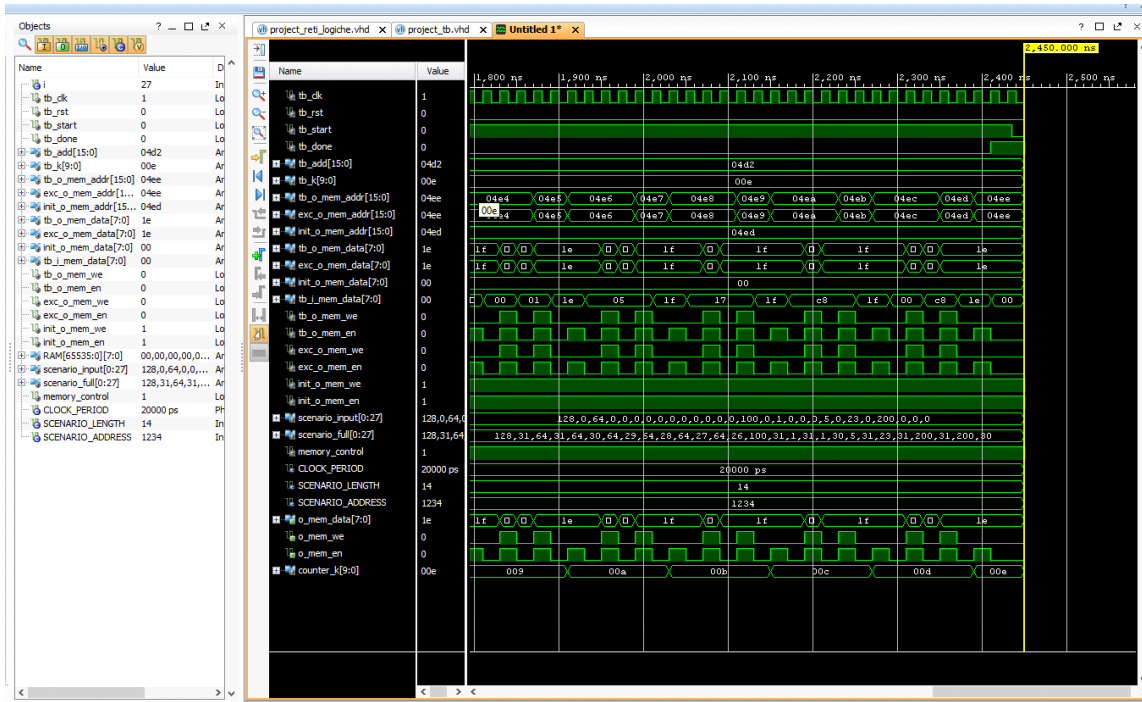 Objects
Name Value D
i 27 In
tb_clk 1 Lo
tb_rst 0 Lo
tb_start 0 Lo
tb_done 0 Lo
tb_add[15:0] 04d2 Ar
tb_k[9:0] 00e Ar
tb_o_mem_addr[15:0] 04ee Ar
exc_o_mem_addr[1... 04ee Ar
init_o_mem_addr[15... 04ed Ar
tb_o_mem_data[7:0] 1e Ar
exc_o_mem_data[7:0] 1e Ar
init_o_mem_data[7:0] 00 Ar
tb_i_mem_data[7:0] 00 Ar
tb_o_mem_we 0 Lo
tb_o_mem_en 0 Lo
exc_o_mem_we 0 Lo
exc_o_mem_en 0 Lo
init_o_mem_we 1 Lo
init_o_mem_en 1 Lo
RAM[65535:0][7:0] 00,00,00,00,0... Ar
scenario_input[0:27] 128,0,64,0,0,... Ar
scenario_full[0:27] 128,31,64,31,... Ar
memory_control 1 Lo
CLOCK_PERIOD 20000 ps Ph
SCENARIO_LENGTH 14 In
SCENARIO_ADDRESS 1234 In
project_reti_logiche.vhd project_tb.vhd Untitled 1*
2,450.000 ns
Name Value
1,800 ns 1,900 ns 2,000 ns 2,100 ns 2,200 ns 2,300 ns 2,400 ns 2,500 ns
tb_clk 1
tb_rst 0
tb_start 0
tb_done 0
tb_add[15:0] 04d2 04d2
tb_k[9:0] 00e 00e
tb_o_mem_addr[15:0] 04ee 04e4 04e5 04e6 04e7 04e8 04e9 04ea 04eb 04ec 04ed 04ee
00e
exc_o_mem_addr[15:0] 04ee 04e5 04e6 04e7 04e8 04e9 04ea 04eb 04ec 04ed 04ee
init_o_mem_addr[15:0] 04ed 04ed
tb_o_mem_data[7:0] 1e 1f 1e 1f 1f 1f 1e
exc_o_mem_data[7:0] 1e 1f 1e 1f 1f 1f 1e
init_o_mem_data[7:0] 00 00
tb_i_mem_data[7:0] 00 00 01 1e 05 1f 17 1f c8 1f 00 c8 1e 00
tb_o_mem_we 0
tb_o_mem_en 0
exc_o_mem_we 0
exc_o_mem_en 0
init_o_mem_we 1
init_o_mem_en 1
scenario_input[0:27] 128,0,64,0 128,0,64,0,0,0,0,0,0,0,0,0,100,0,1,0,0,0,5,0,23,0,200,0,0,0
scenario_full[0:27] 128,31,64 128,31,64,31,64,30,64,29,64,28,64,27,64,26,100,31,1,31,1,30,5,31,23,31,200,31,200,30
memory_control 1
CLOCK_PERIOD 20000 ps 20000 ps
SCENARIO_LENGTH 14 14
SCENARIO_ADDRESS 1234 1234
o_mem_data[7:0] 1e 1f 1e 1f 1f 1f 1e
o_mem_we 0
o_mem_en 0
counter_k[9:0] 00e 009 00a 00b 00c 00d 00e